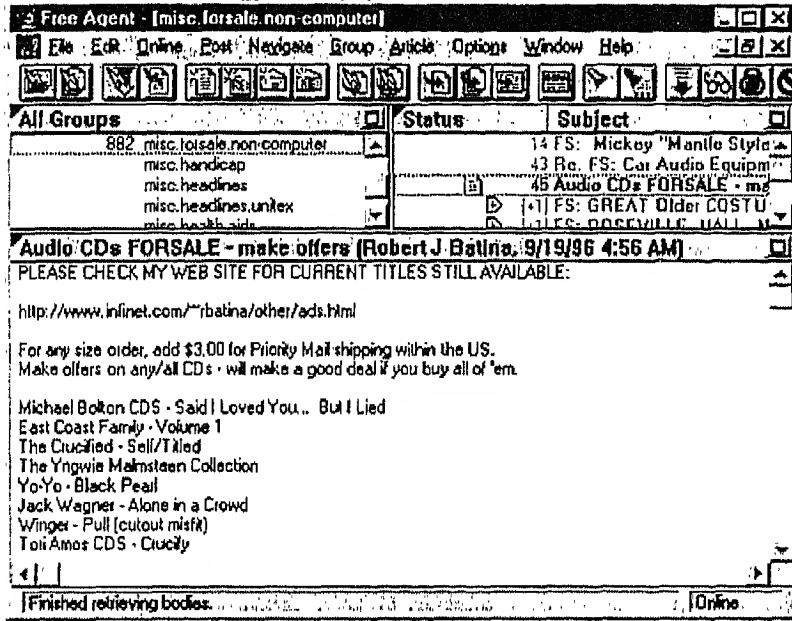 Free Agent - [misc.forsale.non-computer]
File Edit Online Post Navigate Group Article Options Window Help
All Groups
Status Subject
882 misc.forsale.non-computer
misc.handicap
misc.headlines
misc.headlines.unitex
misc.health.aids
14 FS: Mickey "Mantle Style
43 Re. FS: Car Audio Equipm
45 Audio CDs FORSALE - ma
[+1] FS: GREAT Older COSTU
FS: ROSEVILLE, HALL,
Audio CDs FORSALE - make offers (Robert J Batina, 9/19/96 4:56 AM)
PLEASE CHECK MY WEB SITE FOR CURRENT TITLES STILL AVAILABLE:
http://www.infinet.com/~rbatina/other/ads.html
For any size order, add $3.00 for Priority Mail shipping within the US.
Make offers on any/all CDs - will make a good deal if you buy all of 'em.
Michael Bolton CDS - Said I Loved You... But I Lied
East Coast Family - Volume 1
The Crucified - Self/Titled
The Yngwie Malmsteen Collection
Yo-Yo - Black Pearl
Jack Wagner - Alone in a Crowd
Winger - Pull (cutout misfit)
Tori Amos CDS - Crucify
Finished retrieving bodies.
Online